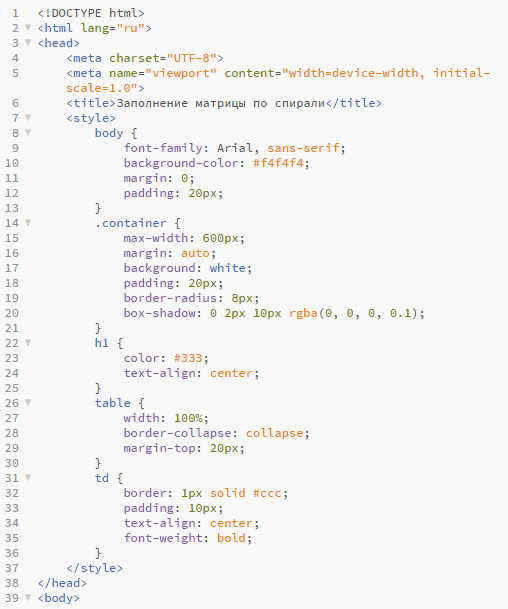 1 <!DOCTYPE html>
2 <html lang="ru">
3 <head>
4     <meta charset="UTF-8">
5     <meta name="viewport" content="width=device-width, initial-
scale=1.0">
6     <title>Заполнение матрицы по спирали</title>
7     <style>
8         body {
9             font-family: Arial, sans-serif;
10             background-color: #f4f4f4;
11             margin: 0;
12             padding: 20px;
13         }
14         .container {
15             max-width: 600px;
16             margin: auto;
17             background: white;
18             padding: 20px;
19             border-radius: 8px;
20             box-shadow: 0 2px 10px rgba(0, 0, 0, 0.1);
21         }
22         h1 {
23             color: #333;
24             text-align: center;
25         }
26         table {
27             width: 100%;
28             border-collapse: collapse;
29             margin-top: 20px;
30         }
31         td {
32             border: 1px solid #ccc;
33             padding: 10px;
34             text-align: center;
35             font-weight: bold;
36         }
37     </style>
38 </head>
39 <body>